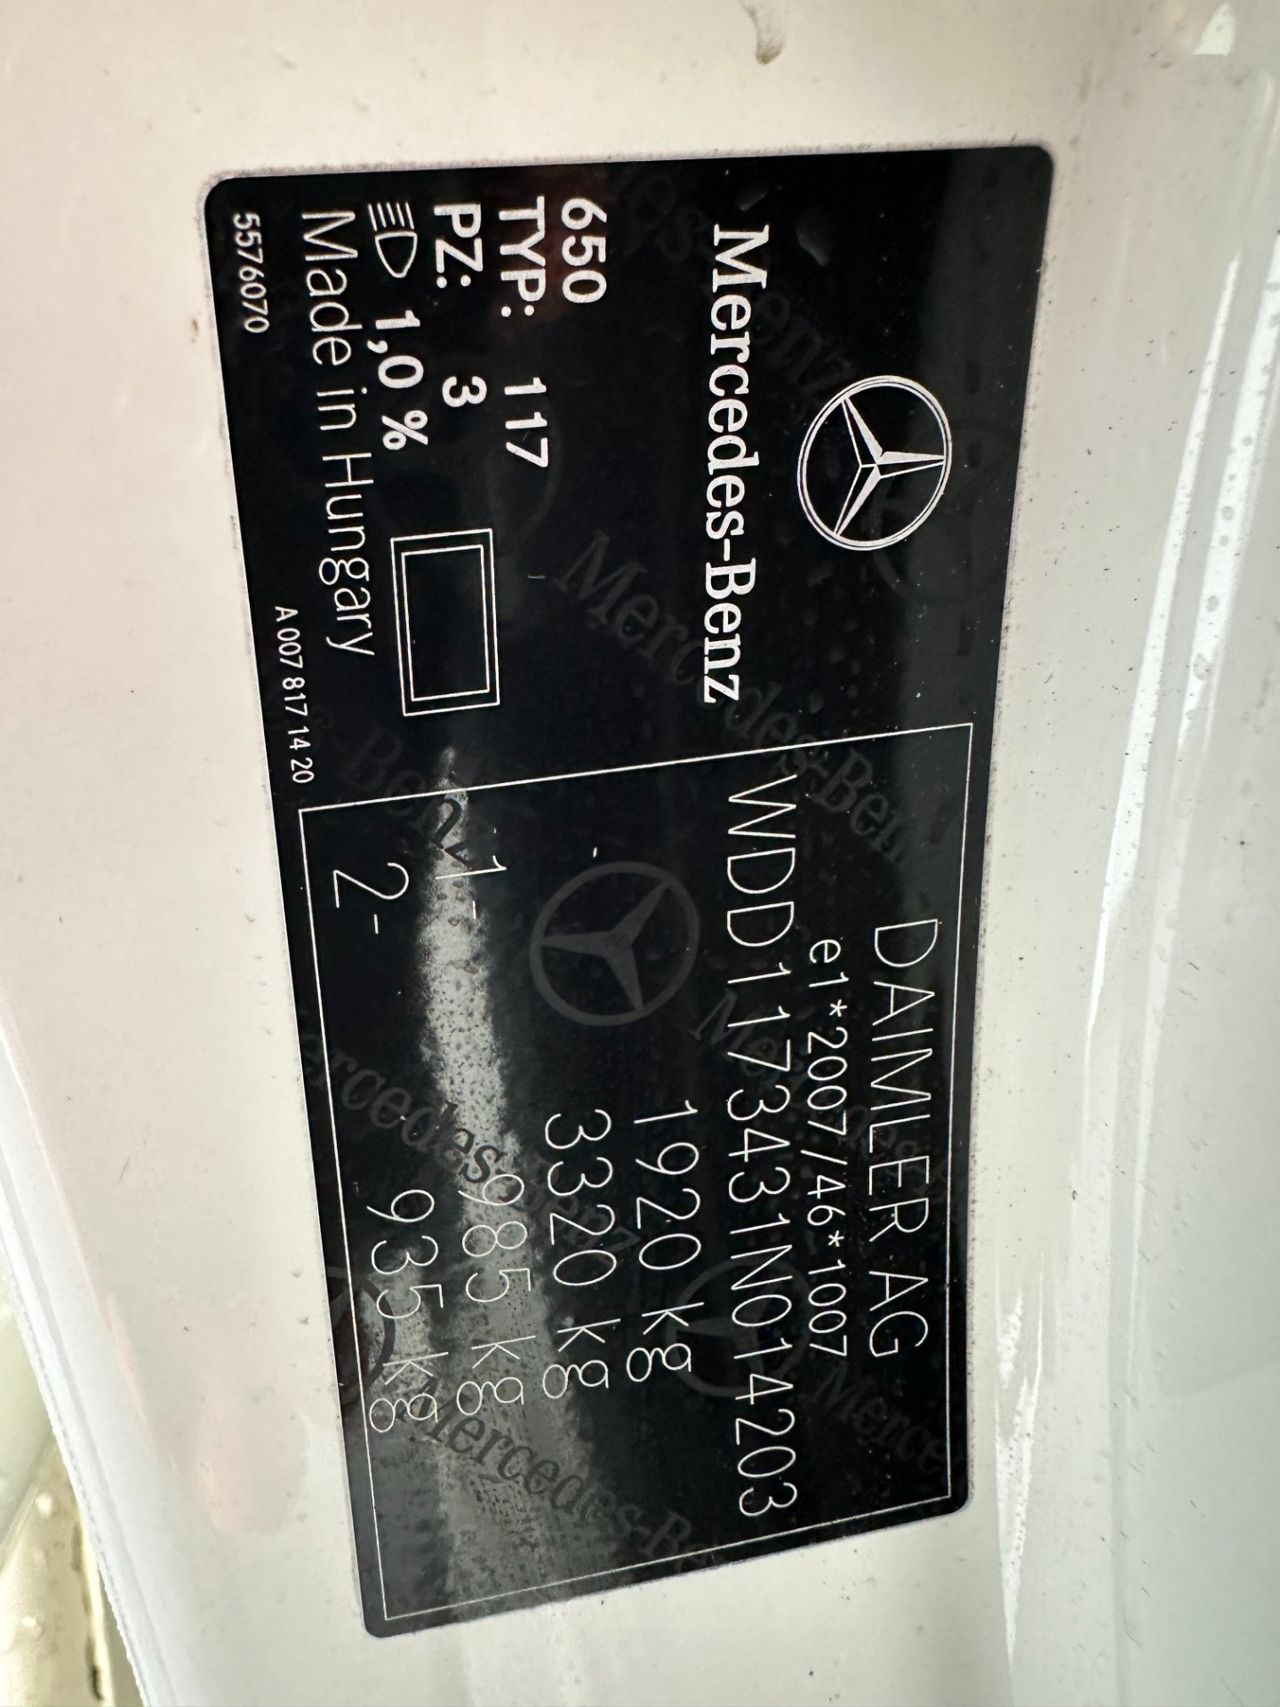 Mercedes-Benz
650
TYP: 117
PZ: 3
1,0 %
Made in Hungary
5576070
A 007 817 14 20
DAIMLER AG
e1*2007/46*1007
WDD1173431N014203
1920 kg
3320 kg
1- 985 kg
2- 935 kg